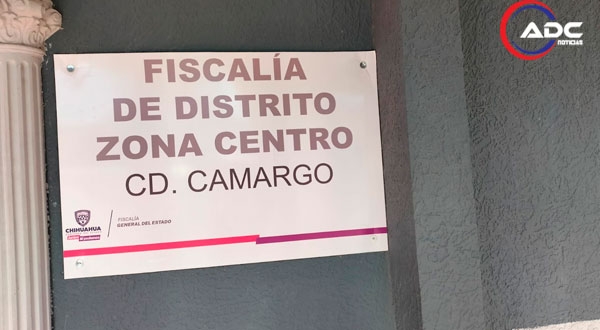 ADC
NOTICIAS
FISCALÍA
DE DISTRITO
ZONA CENTRO
CD. CAMARGO
CHIHUAHUA
FISCALÍA
GENERAL DEL ESTADO